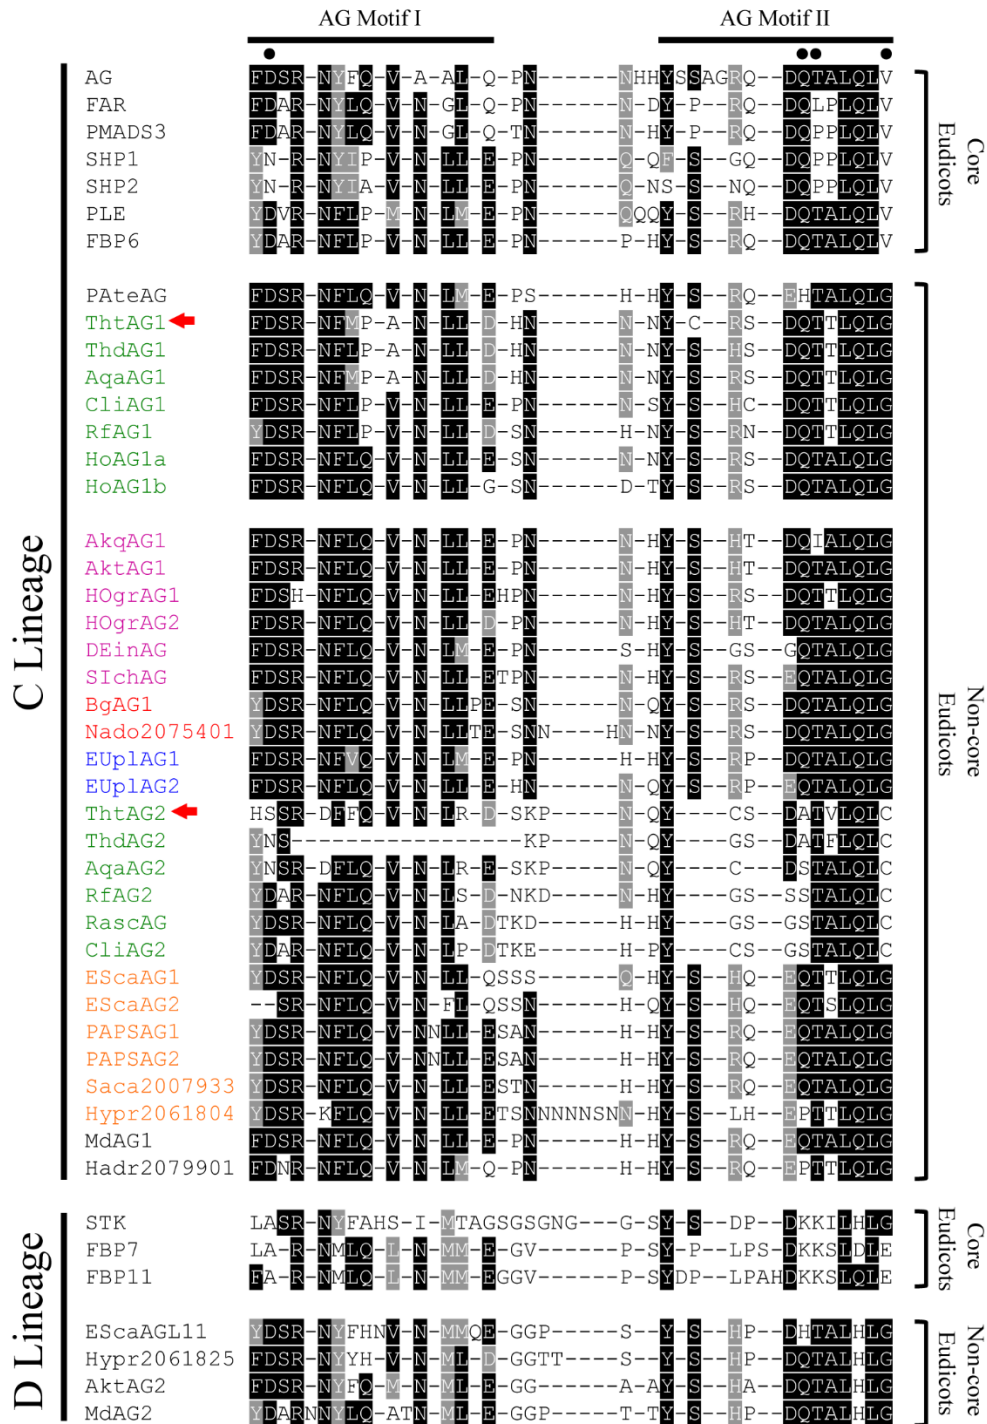 AG Motif I AG Motif II
AG FDSR-NYFQ-V-A-AL-Q-PN------NHHYSSAGRQ--DQTALQLV
FAR FDAR-NYLQ-V-N-GL-Q-PN------N-DY-P--RQ--DQLPLQLV
PMADS3 FDAR-NYLQ-V-N-GL-Q-TN------N-HY-P--RQ--DQPPLQLV
SHP1 YN-R-NYIP-V-N-LL-E-PN------Q-QF-S--GQ--DQPPLQLV
SHP2 YN-R-NYIA-V-N-LL-E-PN------Q-NS-S--NQ--DQPPLQLV
PLE YDVR-NFLP-M-N-LM-E-PN------QQQY-S--RH--DQTALQLV
FBP6 YDAR-NFLP-V-N-LL-E-PN------P-HY-S--RQ--DQTALQLV
Core Eudicots
PAteAG FDSR-NFLQ-V-N-LM-E-PS------H-HY-S--RQ--EHTALQLG
ThtAG1 FDSR-NFMP-A-N-LL-D-HN------N-NY-C--RS--DQTTLQLG
ThdAG1 FDSR-NFLP-A-N-LL-D-HN------N-NY-S--HS--DQTTLQLG
AqaAG1 FDSR-NFMP-A-N-LL-D-HN------N-NY-S--RS--DQTTLQLG
CliAG1 FDSR-NFLP-V-N-LL-E-PN------N-SY-S--HC--DQTTLQLG
RfAG1 YDSR-NFLP-V-N-LL-D-SN------H-NY-S--RN--DQTTLQLG
HoAG1a FDSR-NFLQ-V-N-LL-E-SN------N-NY-S--RS--DQTALQLG
HoAG1b FDSR-NFLQ-V-N-LL-G-SN------D-TY-S--RS--DQTALQLG
AkqAG1 FDSR-NFLQ-V-N-LL-E-PN------N-HY-S--HT--DQIALQLG
AktAG1 FDSR-NFLQ-V-N-LL-E-PN------N-HY-S--HT--DQTALQLG
HOgrAG1 FDSH-NFLQ-V-N-LL-EHPN------N-HY-S--RS--DQTTLQLG
HOgrAG2 FDSR-NFLQ-V-N-LL-D-PN------N-HY-S--HT--DQTALQLG
DEinAG FDSR-NFLQ-V-N-LM-E-PN------S-HY-S--GS--GQTALQLG
SIchAG FDSR-NFLQ-V-N-LL-ETPN------N-HY-S--RS--EQTALQLG
BgAG1 YDSR-NFLQ-V-N-LLPE-SN------N-QY-S--RS--DQTALQLG
Nado2075401 YDSR-NFLQ-V-N-LLTE-SNN----HN-NY-S--RS--DQTALQLG
EUplAG1 FDSR-NFVQ-V-N-LM-E-PN------N-HY-S--RP--DQTALQLG
EUplAG2 FDSR-NFLQ-V-N-LL-E-HN------N-QY-S--RP--EQTALQLG
ThtAG2 HSSR-DFFQ-V-N-LR-D-SKP-----N-QY----CS--DATVLQLC
ThdAG2 YNS-----------------KP-----N-QY----GS--DATFLQLC
AqaAG2 YNSR-DFLQ-V-N-LR-E-SKP-----N-QY----C---DSTALQLC
RfAG2 YDAR-NFLQ-V-N-LS-D-NKD-----N-HY----GS--SSTALQLC
RascAG YDSR-NFLQ-V-N-LA-DTKD------H-HY----GS--GSTALQLC
CliAG2 YDAR-NFLQ-V-N-LP-DTKE------H-PY----CS--GSTALQLC
EScaAG1 YDSR-NFLQ-V-N-LL-QSSS------Q-HY-S--HQ--EQTTLQLG
EScaAG2 --SR-NFLQ-V-N-FL-QSSN------H-QY-S--HQ--EQTSLQLG
PAPSAG1 YDSR-NFLQ-V-NNLL-ESAN------H-HY-S--RQ--EQTALQLG
PAPSAG2 YDSR-NFLQ-V-NNLL-ESAN------H-HY-S--RQ--EQTALQLG
Saca2007933 YDSR-NFLQ-V-N-LL-ESTN------H-HY-S--RQ--EQTALQLG
Hypr2061804 YDSR-KFLQ-V-N-LL-ETSNNNNNSNN-HY-S--LH--EPTTLQLG
MdAG1 FDSR-NFLQ-V-N-LL-E-PN------H-HY-S--RQ--EQTALQLG
Hadr2079901 FDNR-NFLQ-V-N-LM-Q-PN------H-HY-S--RQ--EPTTLQLG
Non-core Eudicots
C Lineage
STK LASR-NYFAHS-I-MTAGSGSGNG---G-SY-S--DP--DKKILHLG
FBP7 LA-R-NMLQ-L-N-MM-E-GV------P-SY-P--LPS-DKKSLDLE
FBP11 FA-R-NMLQ-L-N-MM-EGGV------P-SYDP--LPAHDKKSLQLE
Core Eudicots
EScaAGL11 YDSR-NYFHNV-N-MMQE-GGP-----S--Y-S--HP--DHTALHLG
Hypr2061825 FDSR-NYYH-V-N-ML-D-GGTT----S--Y-S--HP--DQTALHLG
AktAG2 FDSR-NYFQ-M-N-ML-E-GG------A-AY-S--HA--DQTALQLG
MdAG2 YDARNNYLQ-ATN-ML-E-GGP-----T-TY-S--HP--DQTALQLG
Non-core Eudicots
D Lineage